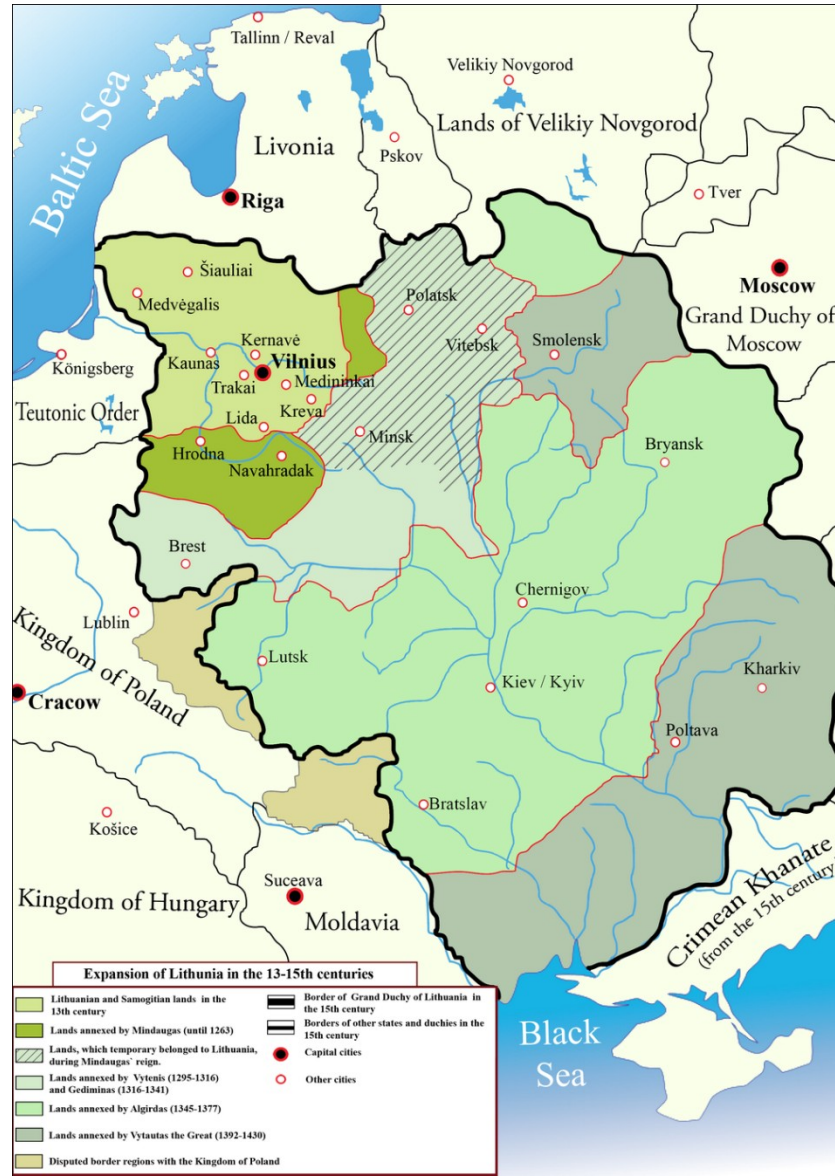 Tallinn / Reval
Velikiy Novgorod
Lands of Velikiy Novgorod
Baltic Sea
Livonia
Pskov
Tver
Riga
Šiauliai
Medvėgalis
Moscow
Grand Duchy of
Moscow
Polatsk
Vitebsk
Smolensk
Königsberg
Kernavė
Kaunas
Vilnius
Trakai
Medininkai
Kreva
Teutonic Order
Lida
Minsk
Hrodna
Navahradak
Bryansk
Brest
Chernigov
Lublin
Kingdom of Poland
Lutsk
Kiev / Kyiv
Kharkiv
Cracow
Poltava
Bratslav
Košice
Kingdom of Hungary
Suceava
Moldavia
Crimean Khanate
(from the 15th century)
Black
Sea
Expansion of Lithunia in the 13-15th centuries
Lithuanian and Samogitian lands in the
13th century
Lands annexed by Mindaugas (until 1263)
Lands, which temporary belonged to Lithuania,
during Mindaugas` reign.
Lands annexed by Vytenis (1295-1316)
and Gediminas (1316-1341)
Lands annexed by Algirdas (1345-1377)
Lands annexed by Vytautas the Great (1392-1430)
Disputed border regions with the Kingdom of Poland
Border of Grand Duchy of Lithuania in
the 15th century
Borders of other states and duchies in the
15th century
Capital cities
Other cities